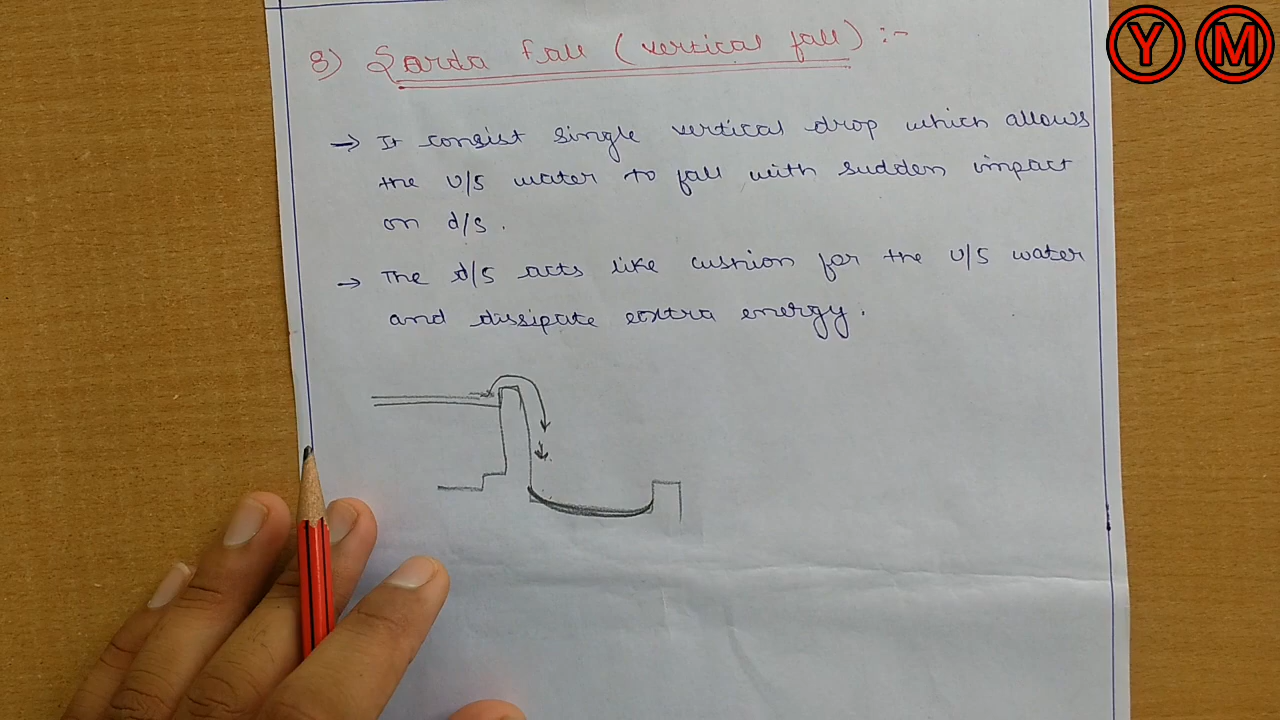 Y M
8) Sarda fall (vertical fall) :-
→ It consist single vertical drop which allows
the U/S water to fall with sudden impact
on d/s.
→ The d/s acts like cushion for the U/S water
and dissipate extra energy.